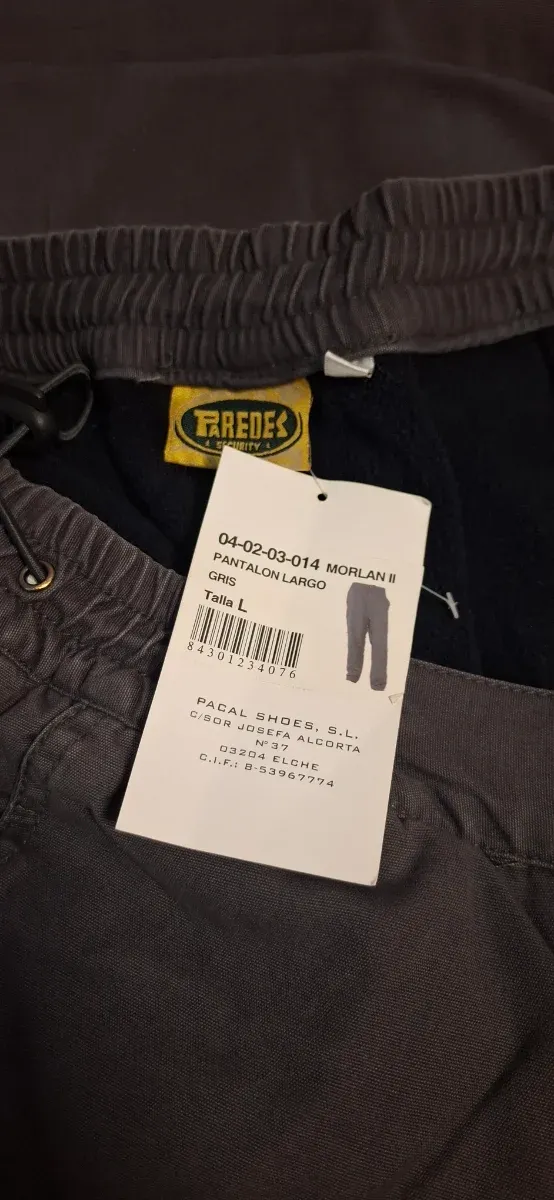 PAREDES
SECURITY
04-02-03-014 MORLAN II
PANTALON LARGO
GRIS
Talla L
84301234076
PACAL SHOES, S.L.
C/SOR JOSEFA ALCORTA
Nº37
03204 ELCHE
C.I.F.: B-53967774